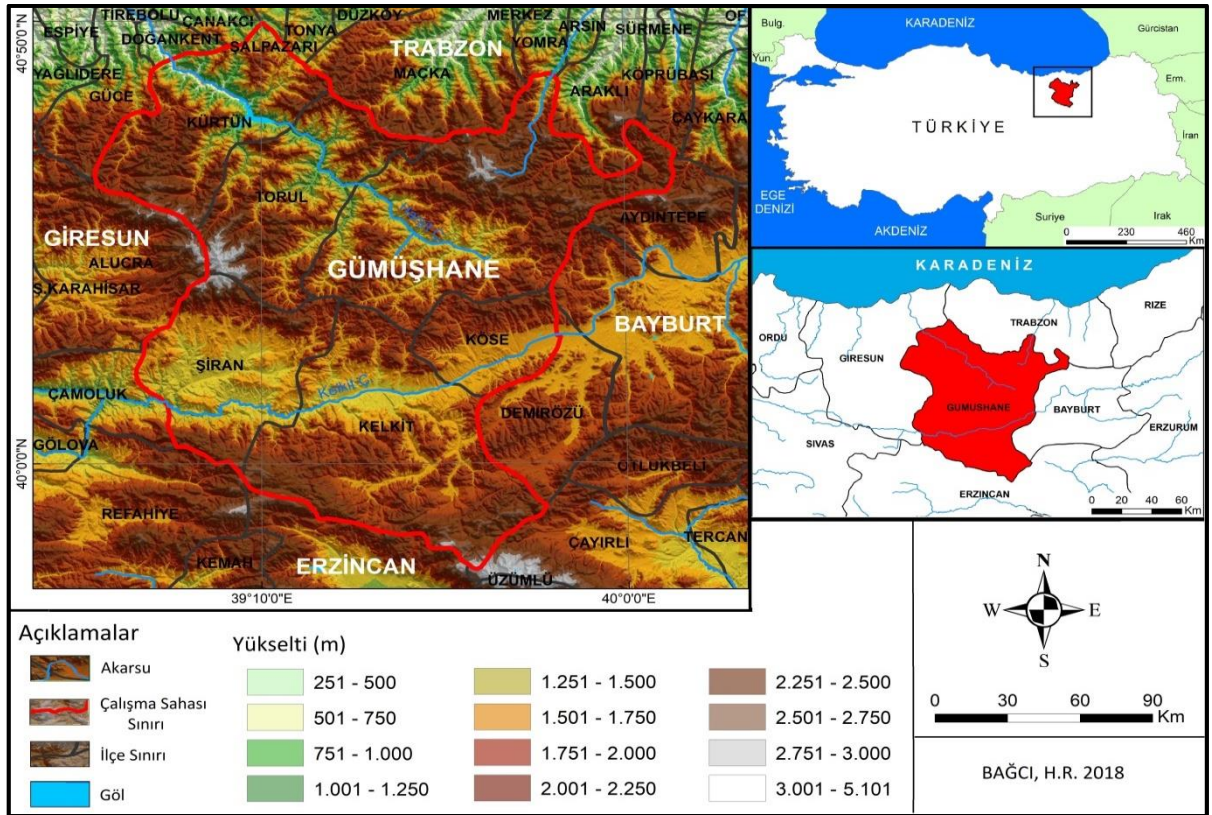 TİREBOLU
ÇANAKCI
DÜZKÖY
MERKEZ
ARSİN
OF
ESPİYE
DOĞANKENT
TONYA
YOMRA
SÜRMENE
SALPAZARI
TRABZON
YAGLIDERE
MAÇKA
KÖPRÜBAŞI
GÜCE
ARAKLI
KÜRTÜN
ÇAYKARA
TORUL
AYDINTEPE
GİRESUN
ALUCRA
GÜMÜŞHANE
Ş.KARAHİSAR
BAYBURT
KÖSE
ŞİRAN
Kelkit Ç.
ÇAMOLUK
DEMİRÖZÜ
KELKİT
GÖLOVA
OTLUKBELİ
REFAHİYE
TERCAN
ÇAYIRLI
KEMAH
ERZİNCAN
ÜZÜMLÜ
40°50'0"N
40°0'0"N
39°10'0"E
40°0'0"E
Bulg.
KARADENİZ
Gürcistan
Yun.
Erm.
TÜRKİYE
İran
EGE
DENİZİ
Suriye
Irak
AKDENİZ
0 230 460
Km
KARADENİZ
RİZE
TRABZON
ORDU
GİRESUN
GÜMÜŞHANE
BAYBURT
ERZURUM
SİVAS
ERZİNCAN
0 20 40 60
Km
Açıklamalar
Akarsu
Çalışma Sahası
Sınırı
İlçe Sınırı
Göl
Yükselti (m)
251 - 500
501 - 750
751 - 1.000
1.001 - 1.250
1.251 - 1.500
1.501 - 1.750
1.751 - 2.000
2.001 - 2.250
2.251 - 2.500
2.501 - 2.750
2.751 - 3.000
3.001 - 5.101
N
W E
S
0 30 60 90
Km
BAĞCI, H.R. 2018